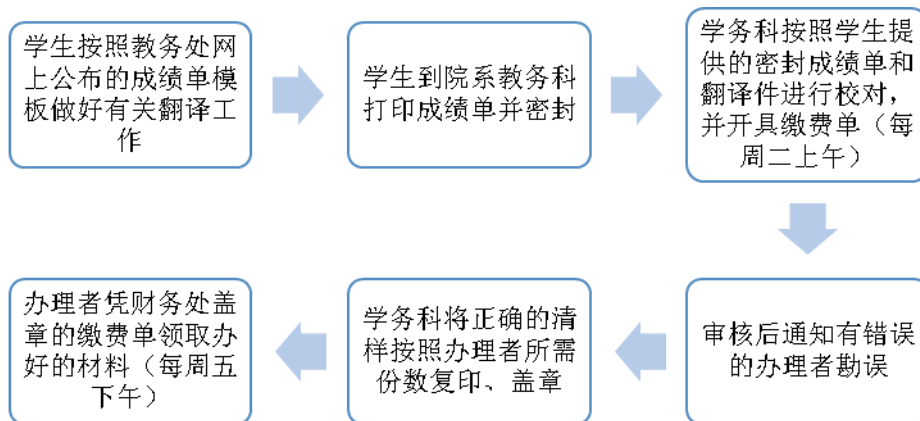 学生按照教务处网
上公布的成绩单模
板做好有关翻译工
作
学生到院系教务科
打印成绩单并密封
学务科按照学生提
供的密封成绩单和
翻译件进行校对，
并开具缴费单（每
周二上午）
审核后通知有错误
的办理者勘误
学务科将正确的清
样按照办理者所需
份数复印、盖章
办理者凭财务处盖
章的缴费单领取办
好的材料（每周五
下午）